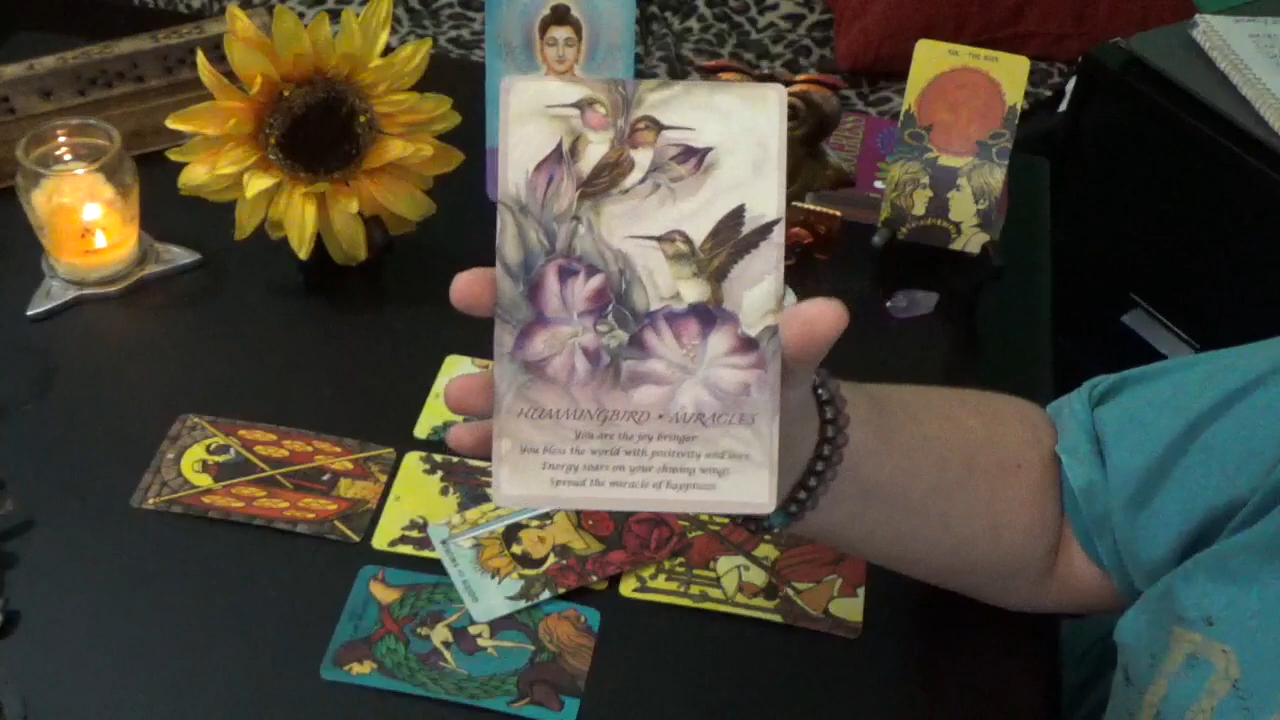 XIX · THE SUN
HUMMINGBIRD • MIRACLES
You are the joy bringer
You bless the world with positivity and love
Energy soars on your shining wings
Spread the miracle of happiness